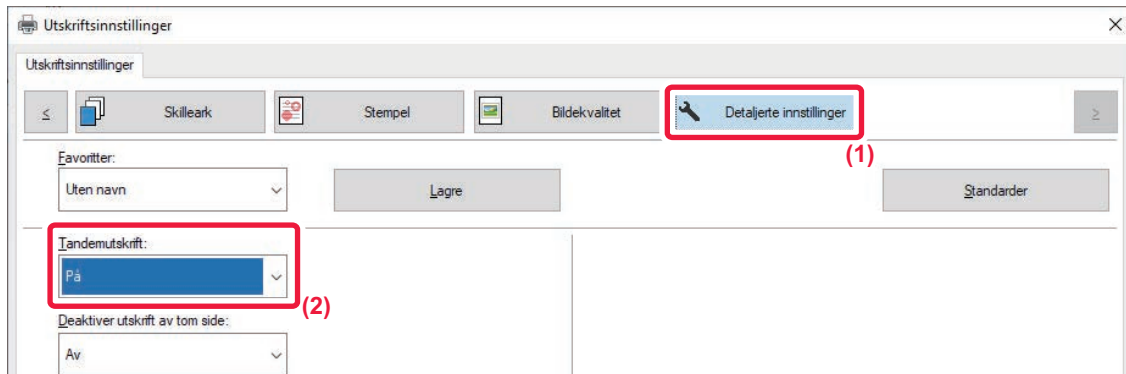 Utskriftsinnstillinger
Utskriftsinnstillinger
< Skilleark Stempel Bildekvalitet Detaljerte innstillinger >
(1)
Favoritter:
Uten navn Lagre Standarder
Tandemutskrift:
På
(2)
Deaktiver utskrift av tom side:
Av